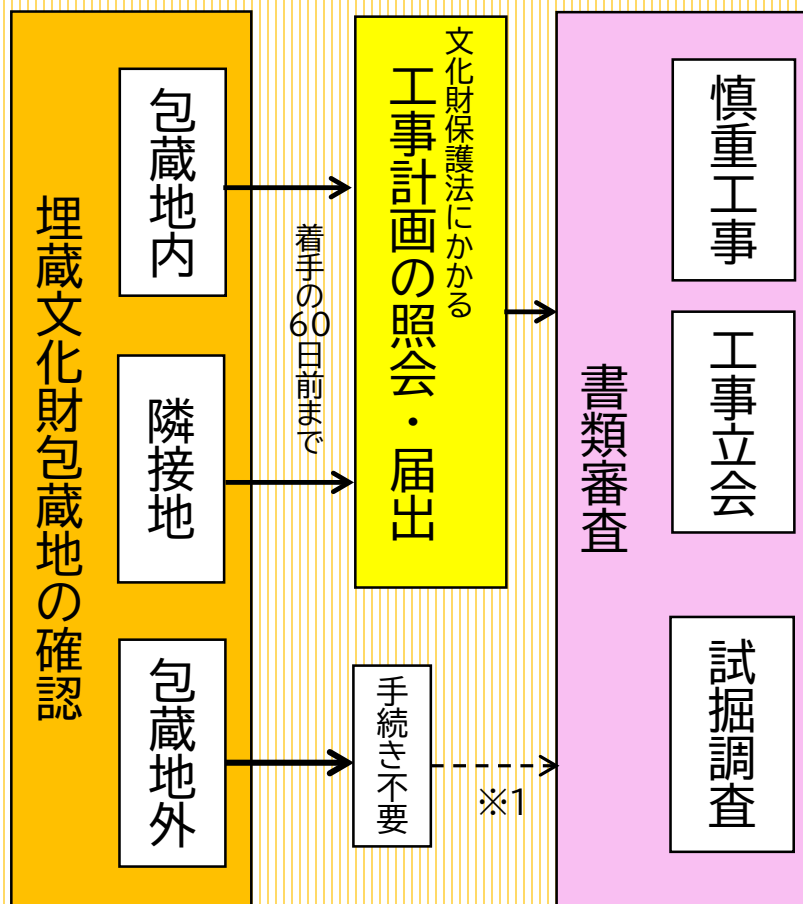 埋蔵文化財包蔵地の確認
包蔵地内
隣接地
包蔵地外
着手の60日前まで
文化財保護法にかかる
工事計画の照会・届出
手続き不要
※1
書類審査
慎重工事
工事立会
試掘調査